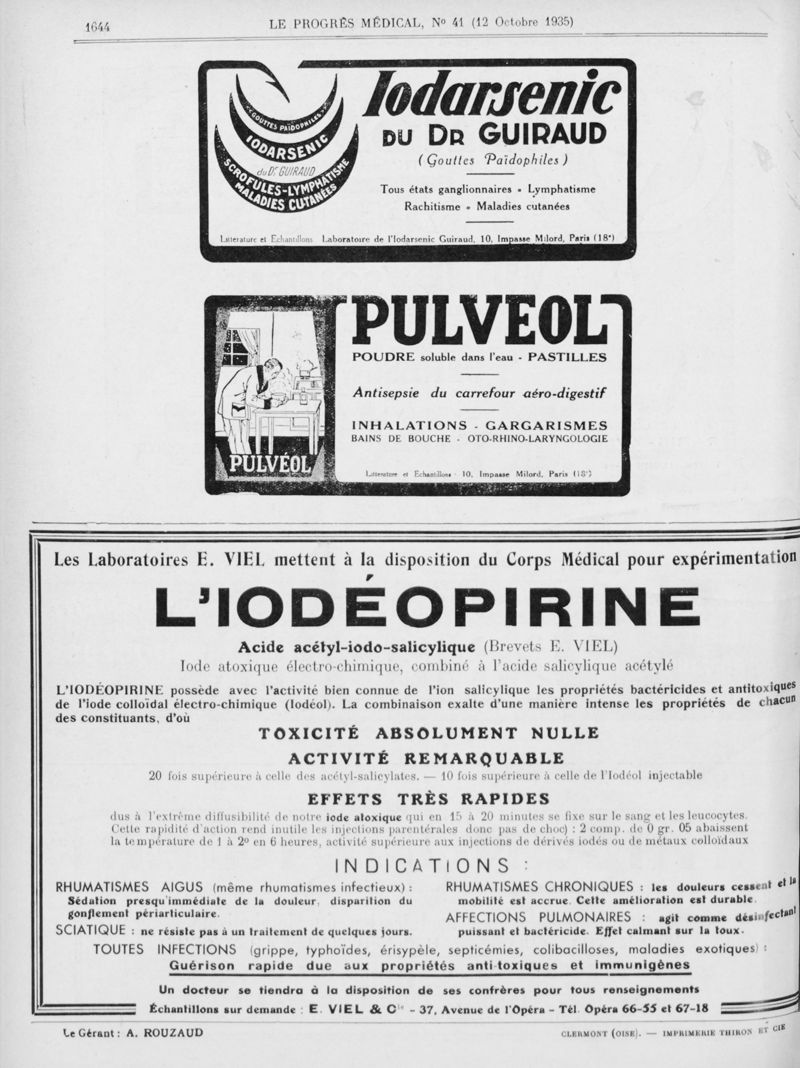 1644
LE PROGRÈS MÉDICAL, Nº 41 (12 Octobre 1935)
GOUTTES PAÏDOPHILES
IODARSENIC
du Dr. GUIRAUD
SCROFULES-LYMPHATISME
MALADIES CUTANÉES
Iodarsenic
DU DR GUIRAUD
(Gouttes Païdophiles)
Tous états ganglionnaires • Lymphatisme
Rachitisme • Maladies cutanées
Littérature et Echantillons Laboratoire de l'Iodarsenic Guiraud, 10, Impasse Milord, Paris (18e)
PULVÉOL
PULVEOL
POUDRE soluble dans l'eau - PASTILLES
Antisepsie du carrefour aéro-digestif
INHALATIONS - GARGARISMES
BAINS DE BOUCHE - OTO-RHINO-LARYNGOLOGIE
Litterature et Echantillons 10, Impasse Milord, Paris (18e)
Les Laboratoires E. VIEL mettent à la disposition du Corps Médical pour expérimentation
L'IODÉOPIRINE
Acide acétyl-iodo-salicylique (Brevets E. VIEL)
Iode atoxique électro-chimique, combiné à l'acide salicylique acétylé
L'IODÉOPIRINE possède avec l'activité bien connue de l'ion salicylique les propriétés bactéricides et antitoxiques
de l'iode colloïdal électro-chimique (Iodéol). La combinaison exalte d'une manière intense les propriétés de chacun
des constituants, d'où
TOXICITÉ ABSOLUMENT NULLE
ACTIVITÉ REMARQUABLE
20 fois supérieure à celle des acétyl-salicylates. — 10 fois supérieure à celle de l'Iodéol injectable
EFFETS TRÈS RAPIDES
dus à l'extrême diffusibilité de notre iode atoxique qui en 15 à 20 minutes se fixe sur le sang et les leucocytes.
Cette rapidité d'action rend inutile les injections parentérales donc pas de choc) : 2 comp. de 0 gr. 05 abaissent
la température de 1 à 2º en 6 heures, activité supérieure aux injections de dérivés iodés ou de métaux colloïdaux
INDICATIONS :
RHUMATISMES AIGUS (même rhumatismes infectieux) :
Sédation presqu'immédiate de la douleur, disparition du
gonflement périarticulaire.
SCIATIQUE : ne résiste pas à un traitement de quelques jours.
RHUMATISMES CHRONIQUES : les douleurs cessent et la
mobilité est accrue. Cette amélioration est durable.
AFFECTIONS PULMONAIRES : agit comme désinfectant
puissant et bactéricide. Effet calmant sur la toux.
TOUTES INFECTIONS (grippe, typhoïdes, érisypèle, septicémies, colibacilloses, maladies exotiques) :
Guérison rapide due aux propriétés anti-toxiques et immunigènes
Un docteur se tiendra à la disposition de ses confrères pour tous renseignements
Échantillons sur demande : E. VIEL & Cie - 37, Avenue de l'Opéra - Tél. Opéra 66-55 et 67-18
Le Gérant : A. ROUZAUD
CLERMONT (OISE). — IMPRIMERIE THIRON ET CIE